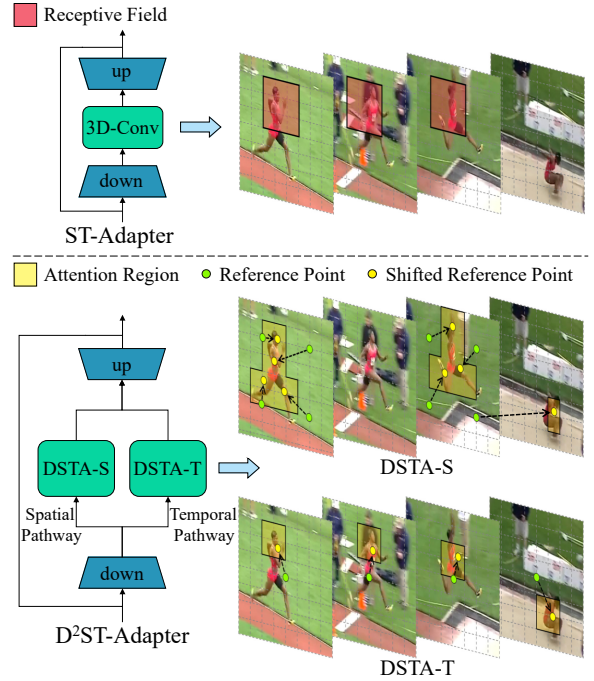 Receptive Field
up
3D-Conv
down
ST-Adapter
Attention Region
Reference Point
Shifted Reference Point
up
DSTA-S
DSTA-T
Spatial
Pathway
Temporal
Pathway
down
D²ST-Adapter
DSTA-S
DSTA-T